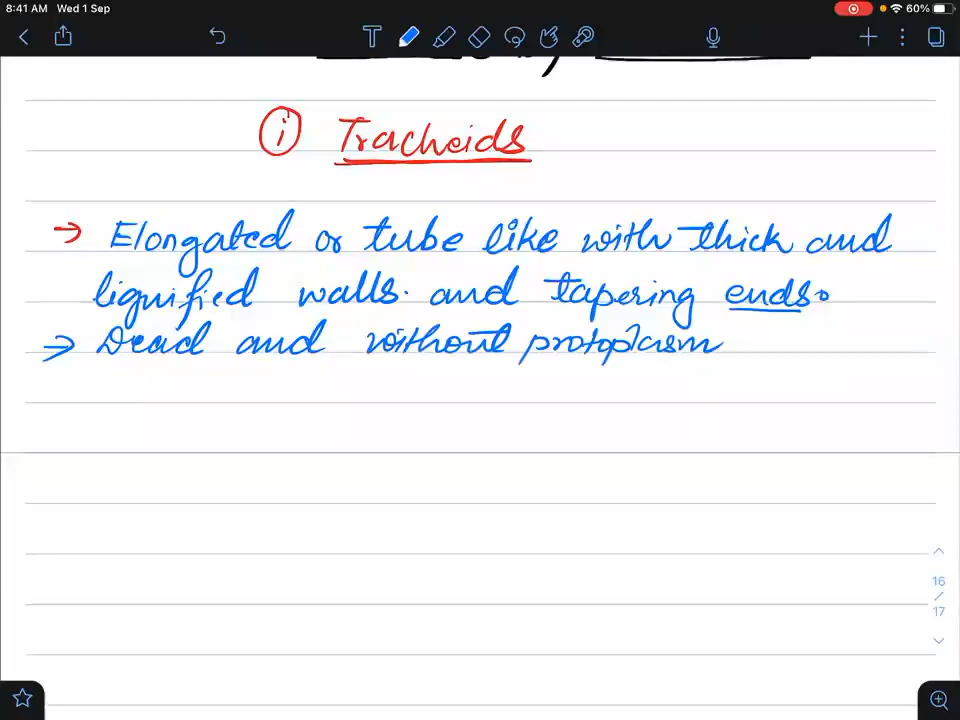 8:41 AM Wed 1 Sep
60%
T
i Tracheids
→ Elongated or tube like with thick and
lignified walls. and tapering ends.
→ Dead and without protoplasm
16
/
17